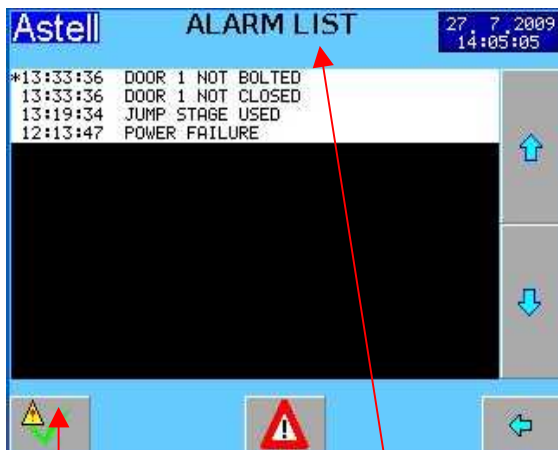 Astell
ALARM LIST
27. 7.2009
14:05:05
*13:33:36 DOOR 1 NOT BOLTED
13:33:36 DOOR 1 NOT CLOSED
13:19:34 JUMP STAGE USED
12:13:47 POWER FAILURE